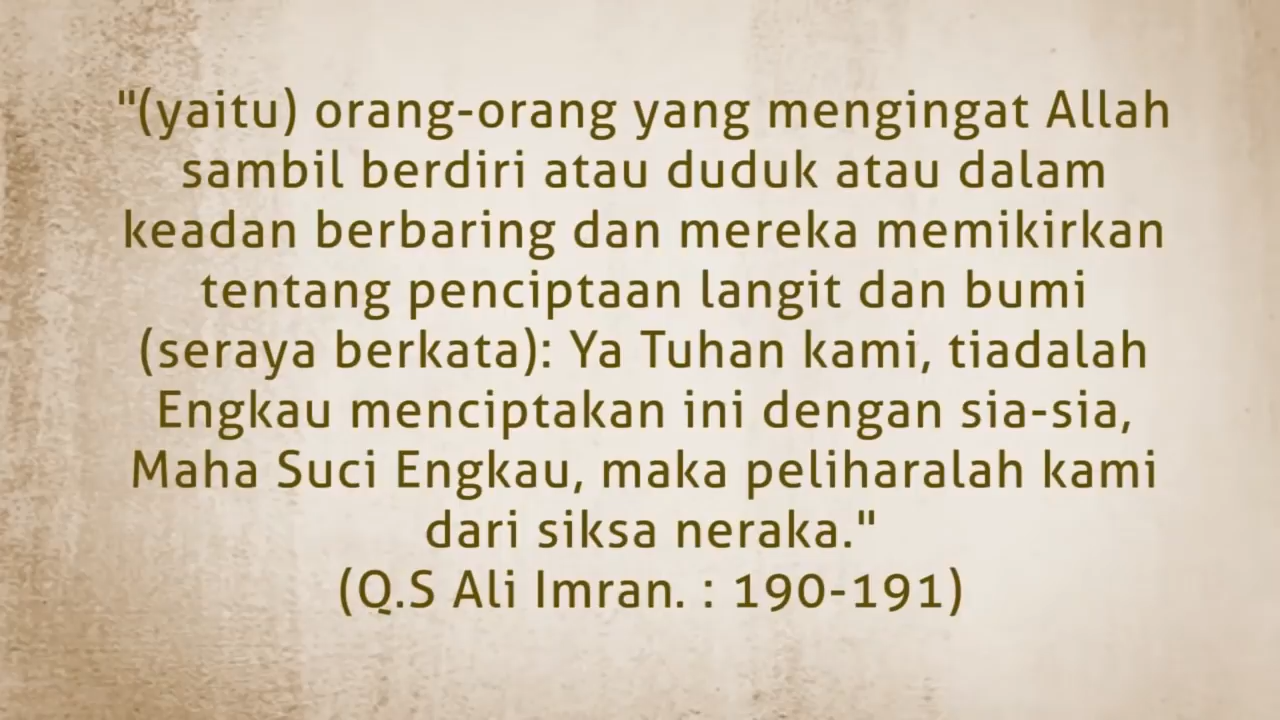 "(yaitu) orang-orang yang mengingat Allah
sambil berdiri atau duduk atau dalam
keadan berbaring dan mereka memikirkan
tentang penciptaan langit dan bumi
(seraya berkata): Ya Tuhan kami, tiadalah
Engkau menciptakan ini dengan sia-sia,
Maha Suci Engkau, maka peliharalah kami
dari siksa neraka."
(Q.S Ali Imran. : 190-191)